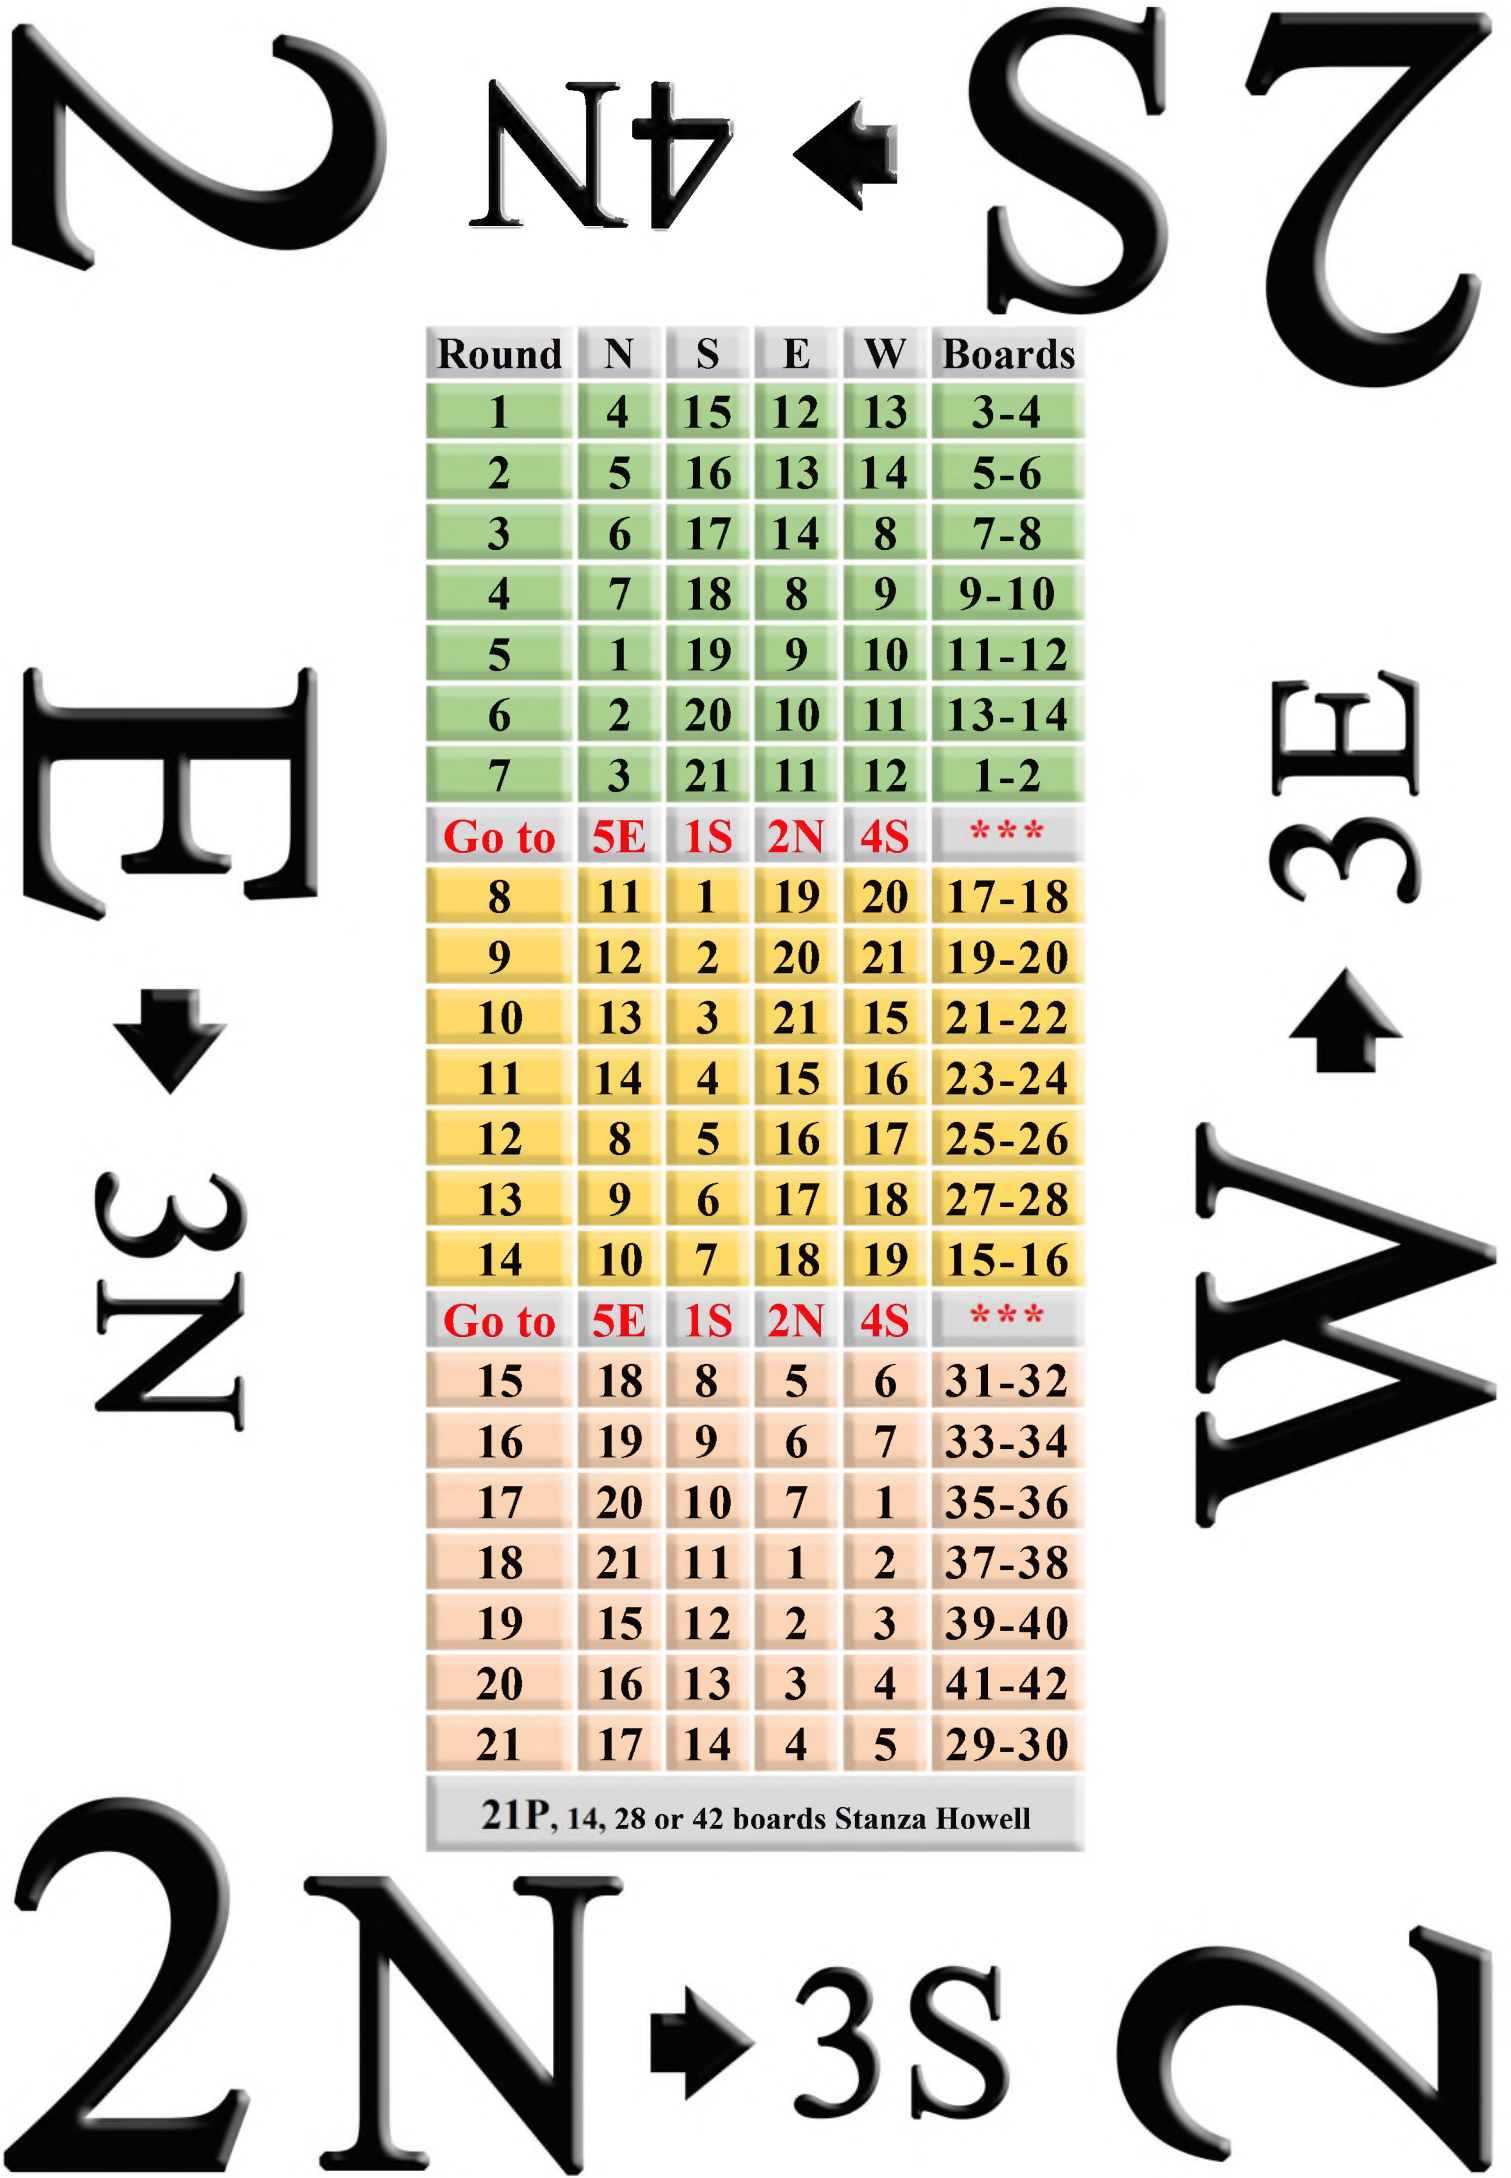 2 4N ← S 2
Round N S E W Boards
1 4 15 12 13 3-4
2 5 16 13 14 5-6
3 6 17 14 8 7-8
4 7 18 8 9 9-10
5 1 19 9 10 11-12
6 2 20 10 11 13-14
7 3 21 11 12 1-2
Go to 5E 1S 2N 4S ***
8 11 1 19 20 17-18
9 12 2 20 21 19-20
10 13 3 21 15 21-22
11 14 4 15 16 23-24
12 8 5 16 17 25-26
13 9 6 17 18 27-28
14 10 7 18 19 15-16
Go to 5E 1S 2N 4S ***
15 18 8 5 6 31-32
16 19 9 6 7 33-34
17 20 10 7 1 35-36
18 21 11 1 2 37-38
19 15 12 2 3 39-40
20 16 13 3 4 41-42
21 17 14 4 5 29-30
21P, 14, 28 or 42 boards Stanza Howell
E → 3N
W → 3E
2N → 3S 2